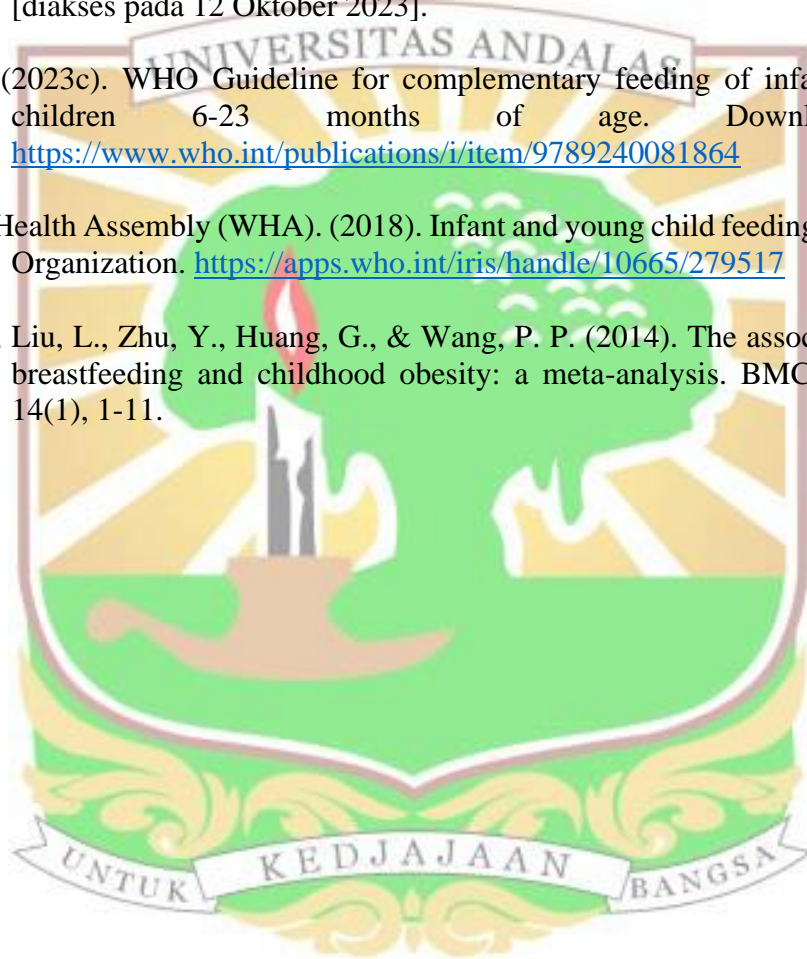 [diakses pada 12 Oktober 2023].
UNIVERSITAS ANDALAS
(2023c). WHO Guideline for complementary feeding of infa
children 6-23 months of age. Downl
https://www.who.int/publications/i/item/9789240081864
Health Assembly (WHA). (2018). Infant and young child feeding
Organization. https://apps.who.int/iris/handle/10665/279517
Liu, L., Zhu, Y., Huang, G., & Wang, P. P. (2014). The assoc
breastfeeding and childhood obesity: a meta-analysis. BMC
14(1), 1-11.
UNTUK KEDJAJAAN BANGSA